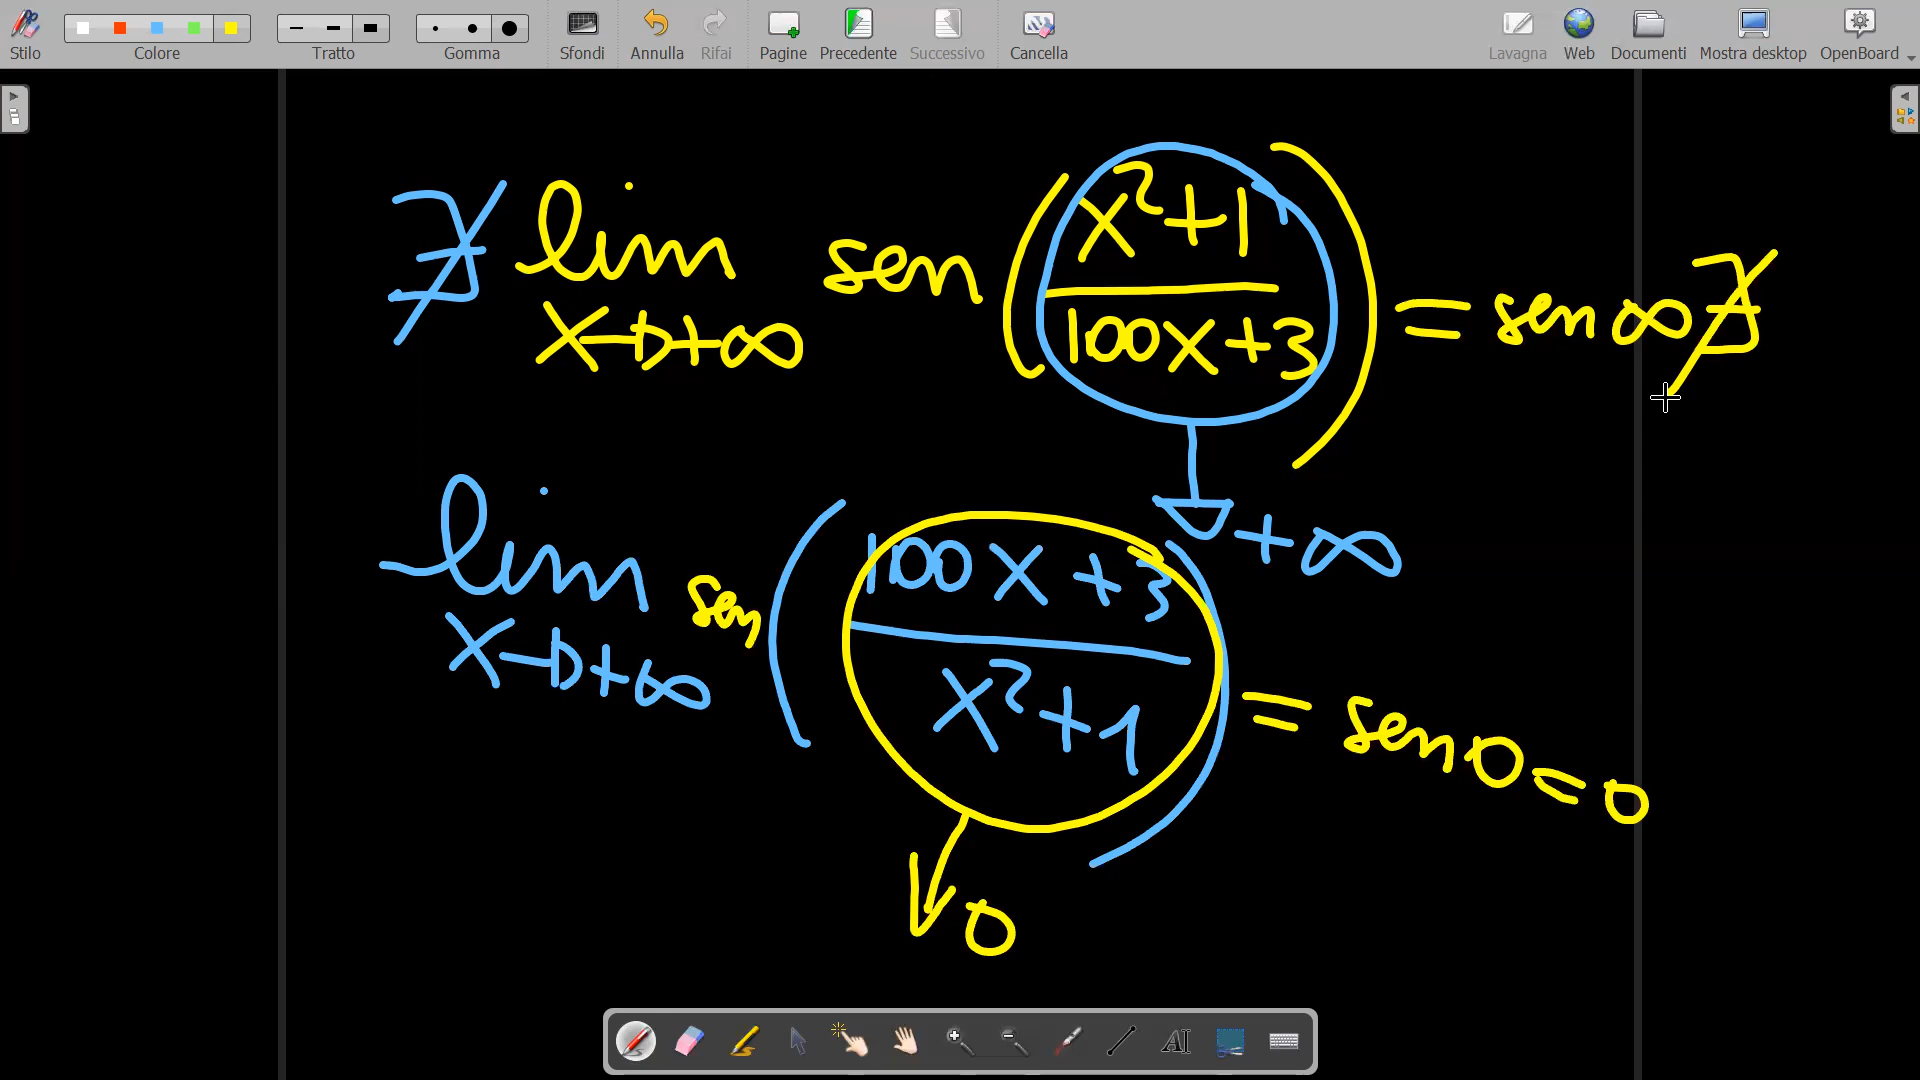 Stilo Colore Tratto Gomma Sfondi Annulla Rifai Pagine Precedente Successivo Cancella Lavagna Web Documenti Mostra desktop OpenBoard
∄ lim x→+∞ sen ( (x²+1) / (100x+3) ) = sen ∞ ∄
→ +∞
lim x→+∞ sen ( (100x+3) / (x²+1) ) = sen 0 = 0
→ 0
AI